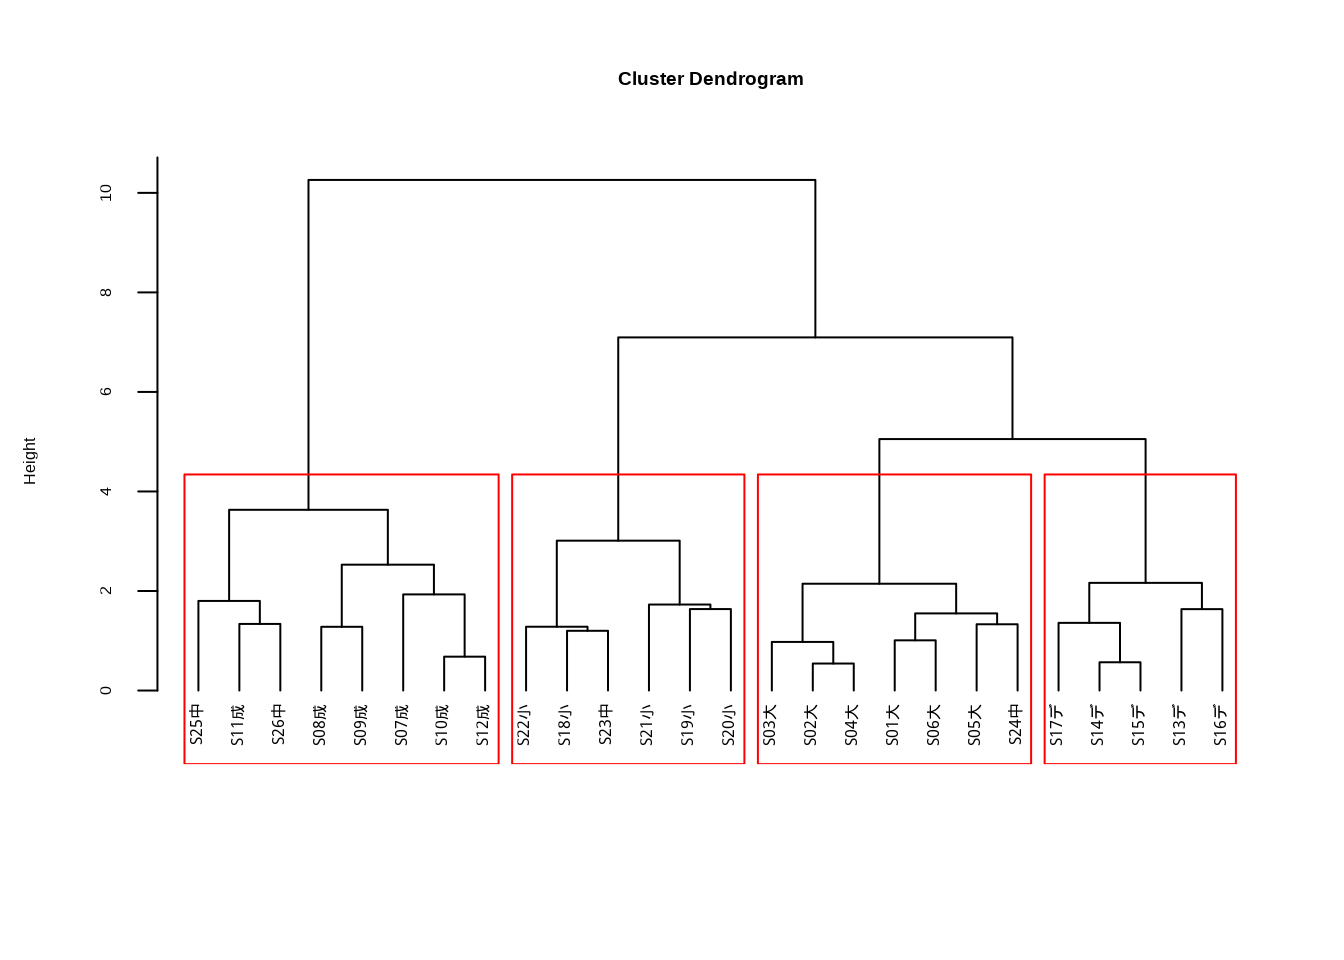 Cluster Dendrogram
Height
10
8
6
4
2
0
S25中
S11成
S26中
S08成
S09成
S07成
S10成
S12成
S22小
S18小
S23中
S21小
S19小
S20小
S03大
S02大
S04大
S01大
S06大
S05大
S24中
S17デ
S14デ
S15デ
S13デ
S16デ